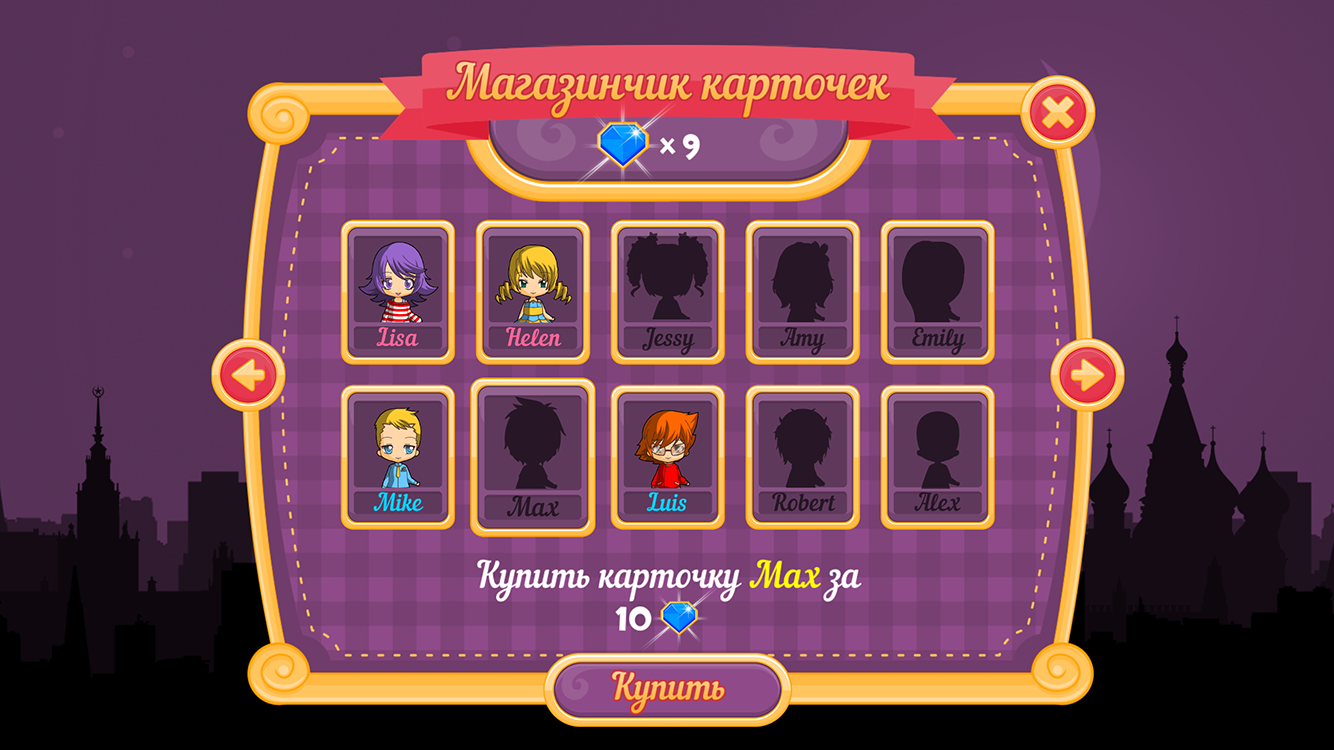 Магазинчик карточек
× 9
Lisa
Helen
Jessy
Amy
Emily
Mike
Max
Luis
Robert
Alex
Купить карточку Max за
10
Купить